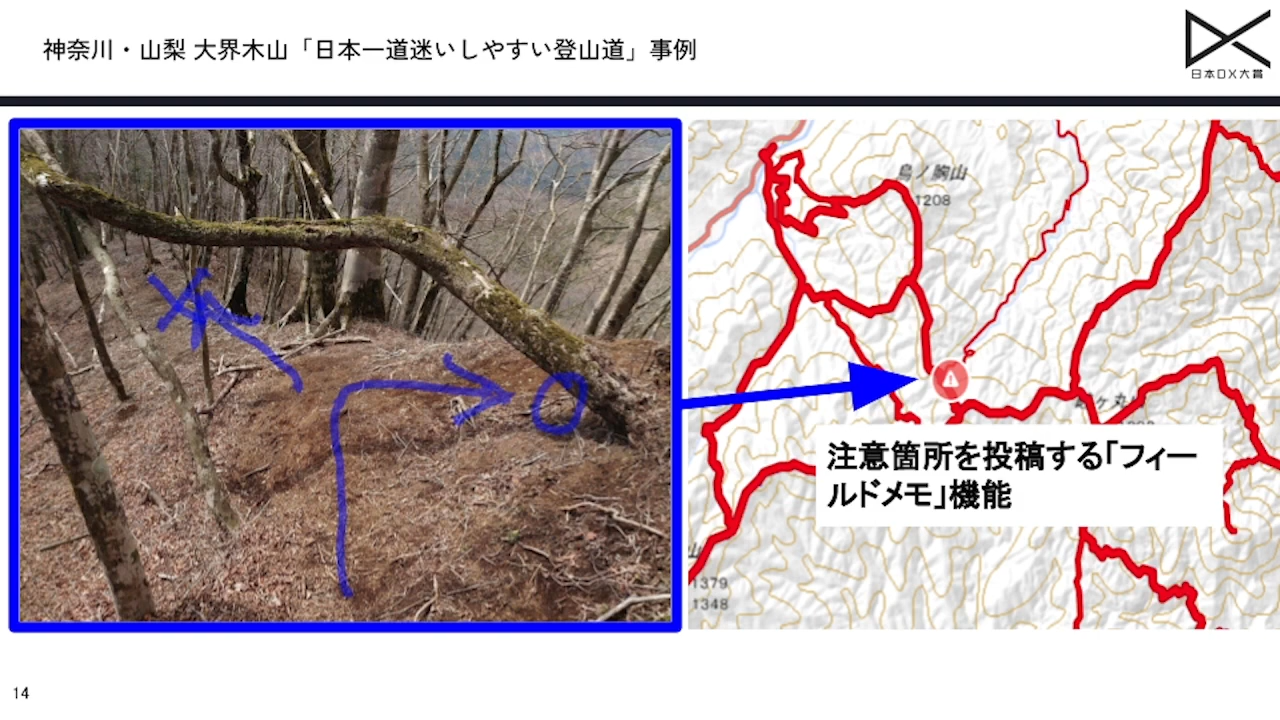 神奈川・山梨 大界木山「日本一道迷いしやすい登山道」事例
日本DX大賞
鳥ノ胸山
1208
注意箇所を投稿する「フィー
ルドメモ」機能
山
1379
1348
14